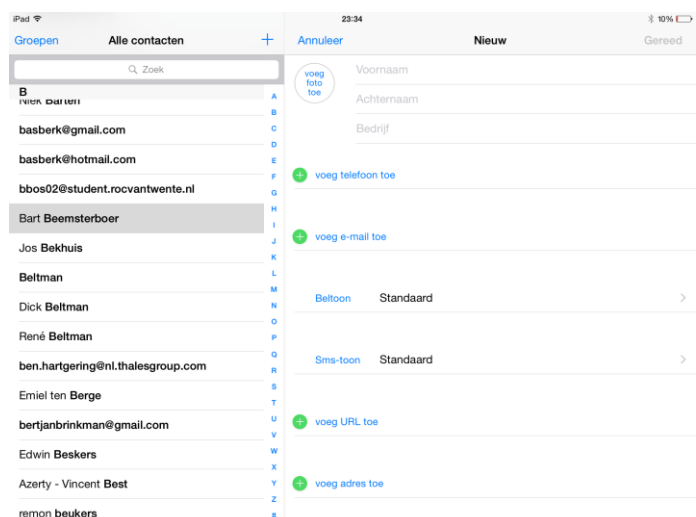 iPad 23:34 10%
Groepen Alle contacten + Annuleer Nieuw Gereed
Zoek
B
Niek Barten
basberk@gmail.com
basberk@hotmail.com
bbos02@student.rocvantwente.nl
Bart Beemsterboer
Jos Bekhuis
Beltman
Dick Beltman
René Beltman
ben.hartgering@nl.thalesgroup.com
Emiel ten Berge
bertjanbrinkman@gmail.com
Edwin Beskers
Azerty - Vincent Best
remon beukers
A
B
C
D
E
F
G
H
I
J
K
L
M
N
O
P
Q
R
S
T
U
V
W
X
Y
Z
#
voeg
foto
toe
Voornaam
Achternaam
Bedrijf
voeg telefoon toe
voeg e-mail toe
Beltoon Standaard
Sms-toon Standaard
voeg URL toe
voeg adres toe